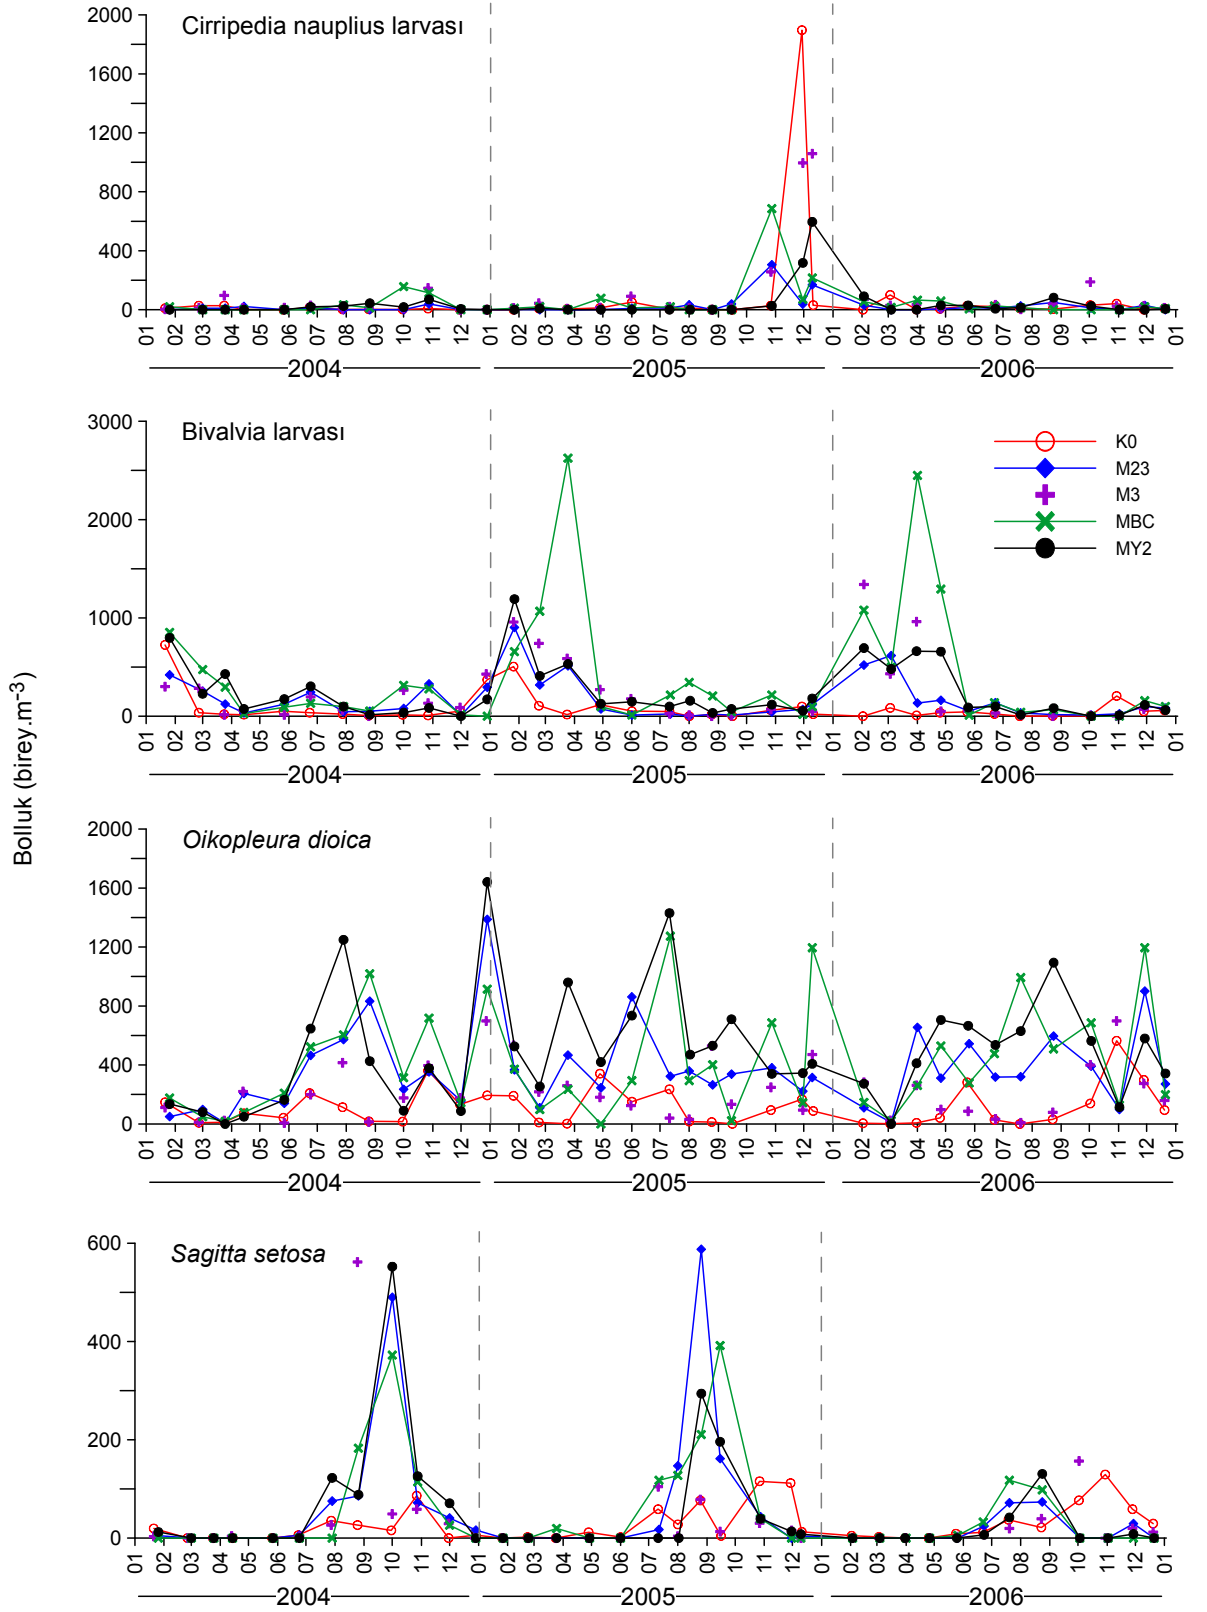 Bolluk (birey.m⁻³)
Cirripedia nauplius larvası
2000
1600
1200
800
400
0
01 02 03 04 05 06 07 08 09 10 11 12 01 02 03 04 05 06 07 08 09 10 11 12 01 02 03 04 05 06 07 08 09 10 11 12 01
2004 2005 2006
Bivalvia larvası
3000
2000
1000
0
K0
M23
M3
MBC
MY2
01 02 03 04 05 06 07 08 09 10 11 12 01 02 03 04 05 06 07 08 09 10 11 12 01 02 03 04 05 06 07 08 09 10 11 12 01
2004 2005 2006
Oikopleura dioica
2000
1600
1200
800
400
0
01 02 03 04 05 06 07 08 09 10 11 12 01 02 03 04 05 06 07 08 09 10 11 12 01 02 03 04 05 06 07 08 09 10 11 12 01
2004 2005 2006
Sagitta setosa
600
400
200
0
01 02 03 04 05 06 07 08 09 10 11 12 01 02 03 04 05 06 07 08 09 10 11 12 01 02 03 04 05 06 07 08 09 10 11 12 01
2004 2005 2006